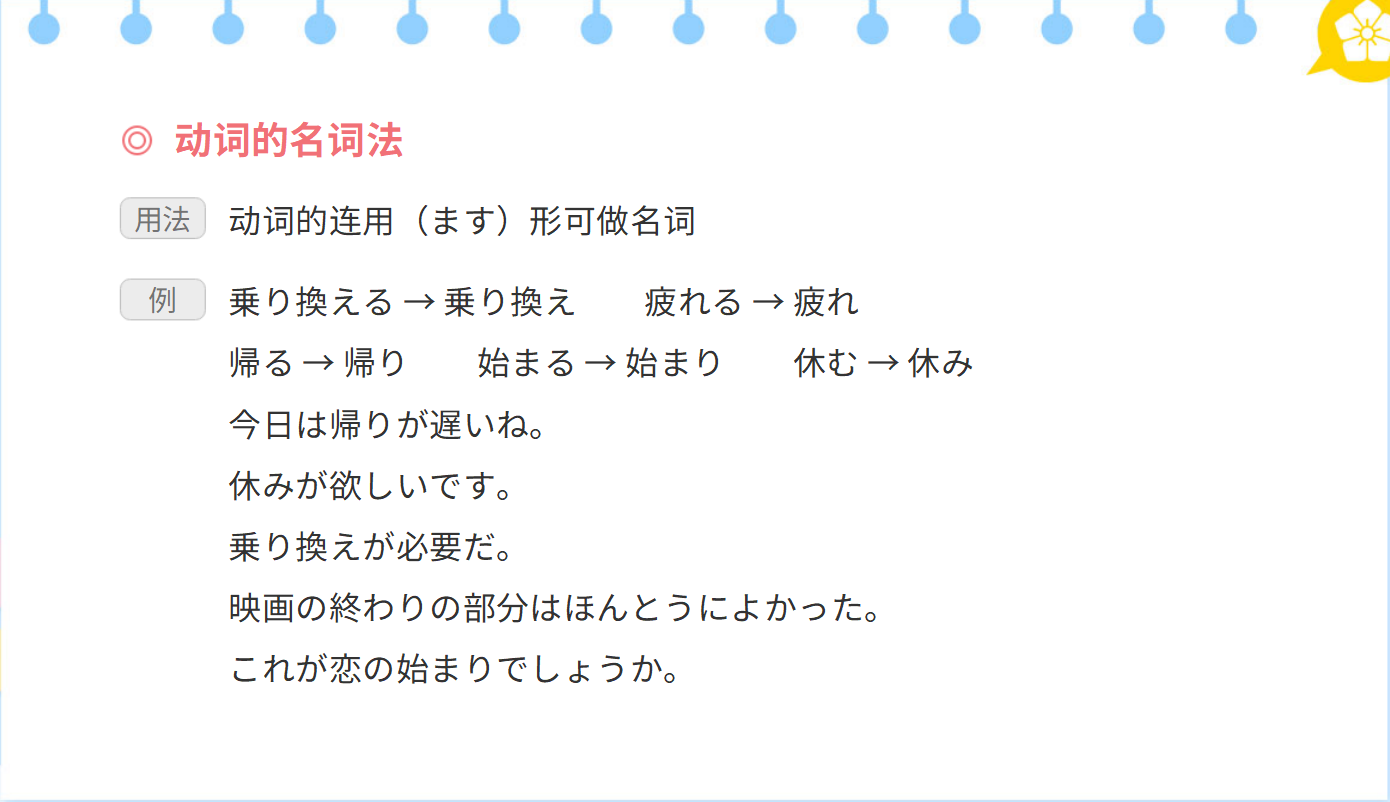 ◎ 动词的名词法
用法 动词的连用（ます）形可做名词
例 乗り換える → 乗り換え　　疲れる → 疲れ
帰る → 帰り　　始まる → 始まり　　休む → 休み
今日は帰りが遅いね。
休みが欲しいです。
乗り換えが必要だ。
映画の終わりの部分はほんとうによかった。
これが恋の始まりでしょうか。